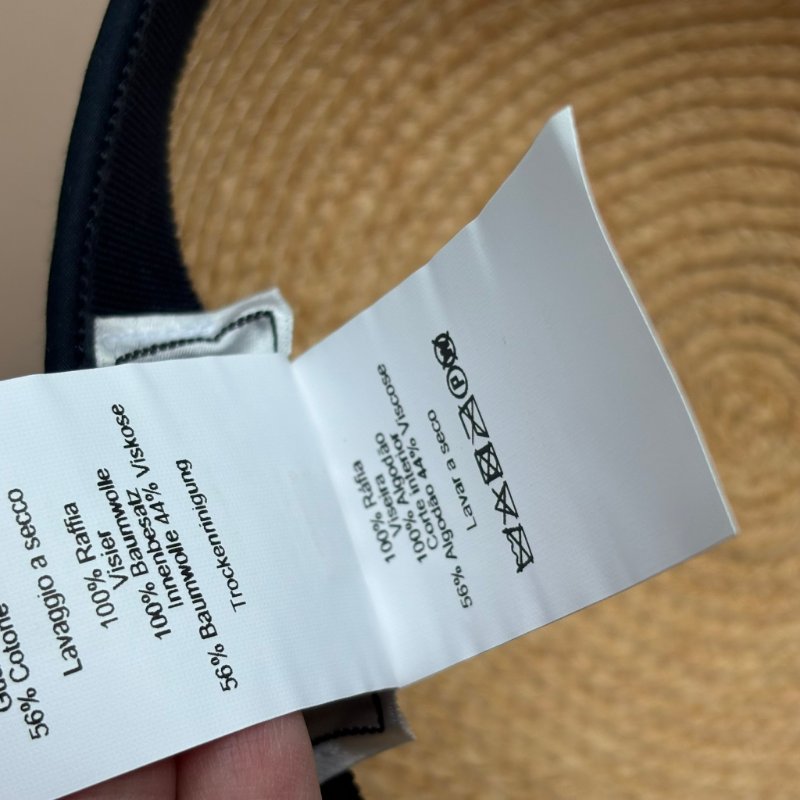 56% Cotone
Lavaggio a secco
100% Raffia
Visier
100% Baumwolle
Innenbesatz
56% Baumwolle 44% Viskose
Trockenreinigung
100% Ráfia
Viseira
100% Algodão
Corte interior
56% Algodão 44% Viscose
Lavar a seco
P